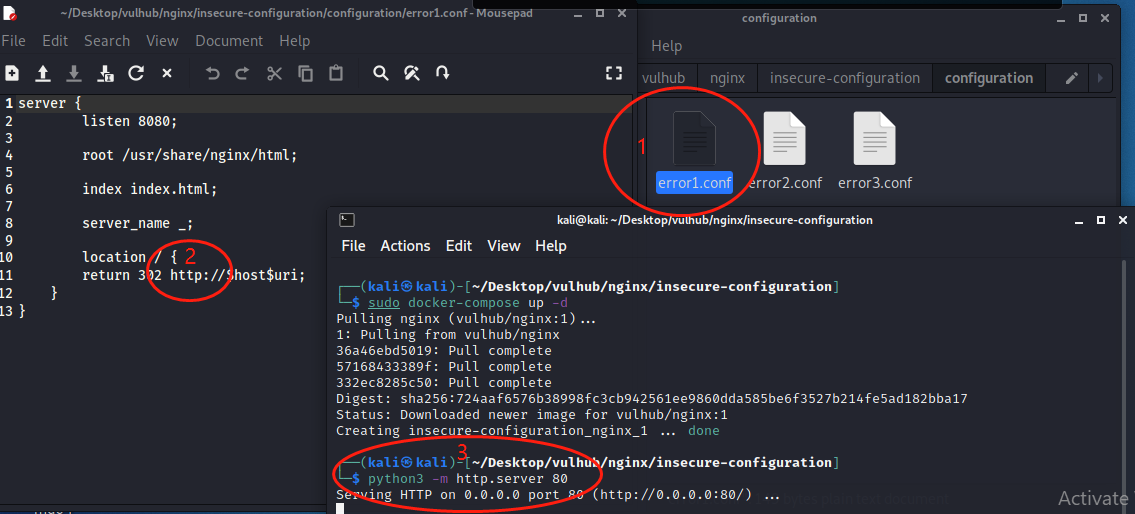 ~/Desktop/vulhub/nginx/insecure-configuration/configuration/error1.conf - Mousepad
File Edit Search View Document Help
1 server {
2 listen 8080;
3
4 root /usr/share/nginx/html;
5
6 index index.html;
7
8 server_name _;
9
10 location / {
11 return 302 http://$host$uri;
12 }
13 }
2
configuration
Help
vulhub nginx insecure-configuration configuration
1
error1.conf error2.conf error3.conf
kali@kali: ~/Desktop/vulhub/nginx/insecure-configuration
File Actions Edit View Help
┌──(kali㉿kali)-[~/Desktop/vulhub/nginx/insecure-configuration]
└─$ sudo docker-compose up -d
Pulling nginx (vulhub/nginx:1)...
1: Pulling from vulhub/nginx
36a46ebd5019: Pull complete
57168433389f: Pull complete
332ec8285c50: Pull complete
Digest: sha256:724aaf6576b38998fc3cb942561ee9860dda585be6f3527b214fe5ad182bba17
Status: Downloaded newer image for vulhub/nginx:1
Creating insecure-configuration_nginx_1 ... done
3
┌──(kali㉿kali)-[~/Desktop/vulhub/nginx/insecure-configuration]
└─$ python3 -m http.server 80
Serving HTTP on 0.0.0.0 port 80 (http://0.0.0.0:80/) ...
Activate